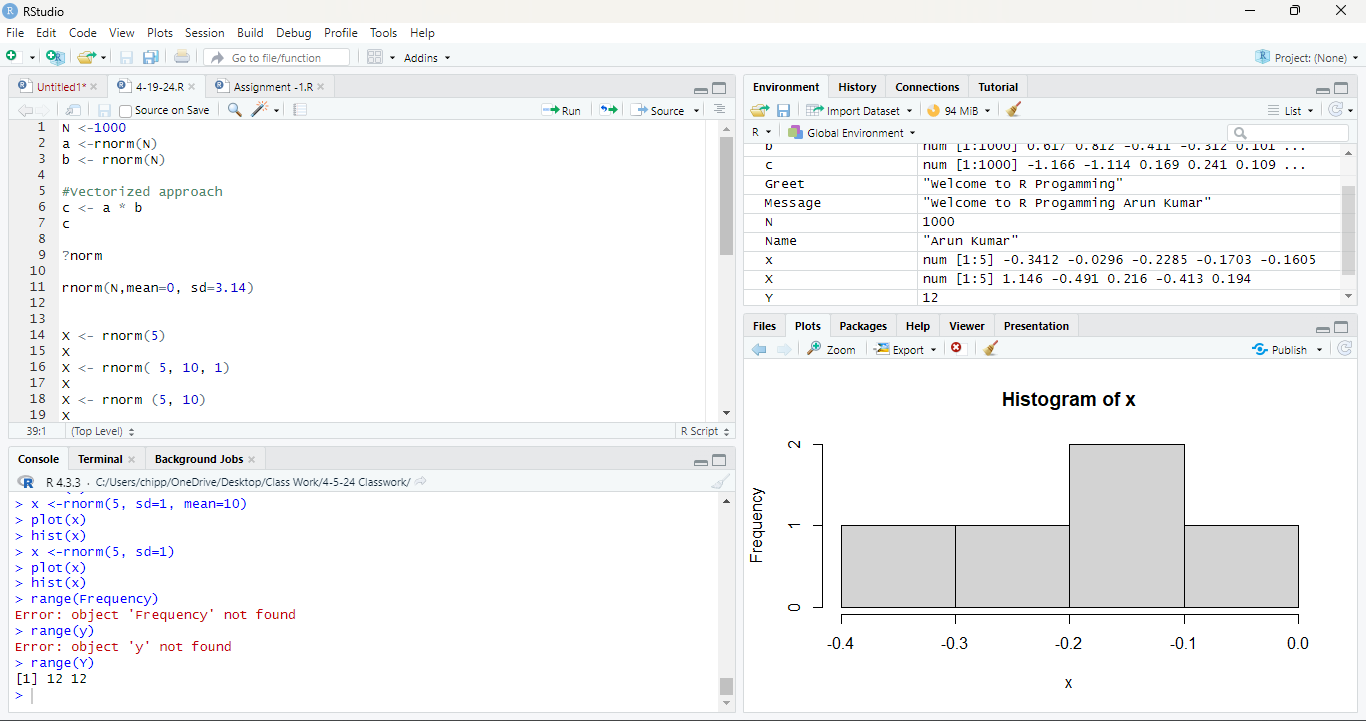 RStudio
File Edit Code View Plots Session Build Debug Profile Tools Help
Go to file/function Addins Project: (None)
Untitled1* 4-19-24.R Assignment -1.R
Source on Save Run Source
1 N <-1000
2 a <-rnorm(N)
3 b <- rnorm(N)
4
5 #Vectorized approach
6 c <- a * b
7 c
8
9 ?norm
10
11 rnorm(N,mean=0, sd=3.14)
12
13
14 X <- rnorm(5)
15 X
16 X <- rnorm( 5, 10, 1)
17 X
18 X <- rnorm (5, 10)
19 X
39:1 (Top Level) R Script
Console Terminal Background Jobs
R 4.3.3 · C:/Users/chipp/OneDrive/Desktop/Class Work/4-5-24 Classwork/
> x <-rnorm(5, sd=1, mean=10)
> plot(x)
> hist(x)
> x <-rnorm(5, sd=1)
> plot(x)
> hist(x)
> range(Frequency)
Error: object 'Frequency' not found
> range(y)
Error: object 'y' not found
> range(Y)
[1] 12 12
>
Environment History Connections Tutorial
Import Dataset 94 MiB List
R Global Environment
b num [1:1000] 0.617 0.812 -0.411 -0.312 0.101 ...
c num [1:1000] -1.166 -1.114 0.169 0.241 0.109 ...
Greet "Welcome to R Progamming"
Message "Welcome to R Progamming Arun Kumar"
N 1000
Name "Arun Kumar"
x num [1:5] -0.3412 -0.0296 -0.2285 -0.1703 -0.1605
X num [1:5] 1.146 -0.491 0.216 -0.413 0.194
Y 12
Files Plots Packages Help Viewer Presentation
Zoom Export Publish
Histogram of x
Frequency
2
1
0
-0.4 -0.3 -0.2 -0.1 0.0
x